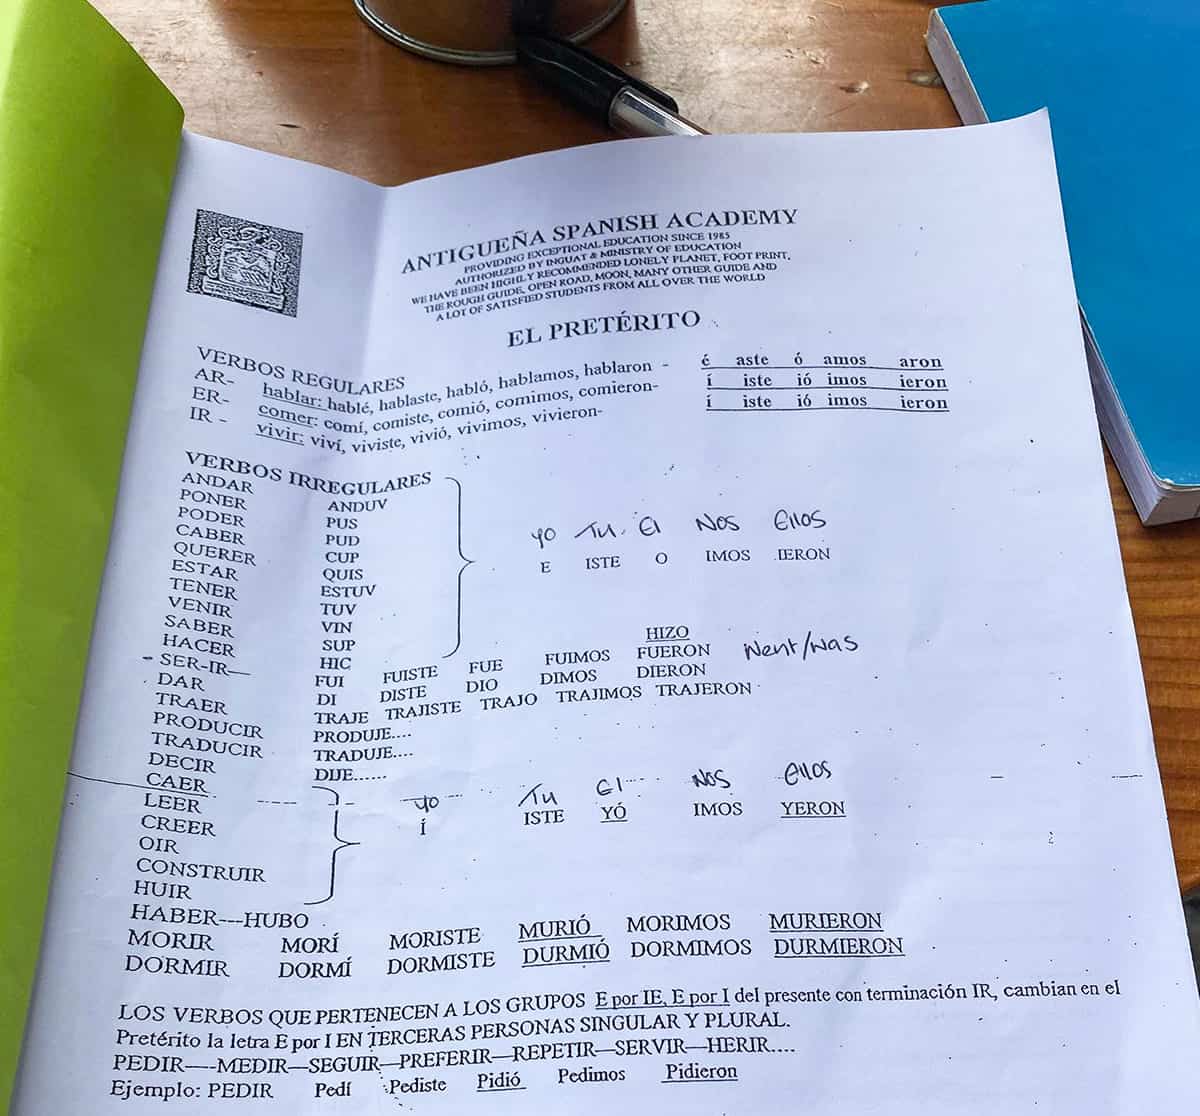 ANTIGUEÑA SPANISH ACADEMY
PROVIDING EXCEPTIONAL EDUCATION SINCE 1985
AUTHORIZED BY INGUAT & MINISTRY OF EDUCATION
WE HAVE BEEN HIGHLY RECOMMENDED LONELY PLANET, FOOT PRINT,
THE ROUGH GUIDE, OPEN ROAD, MOON, MANY OTHER GUIDE AND
A LOT OF SATISFIED STUDENTS FROM ALL OVER THE WORLD
EL PRETÉRITO
VERBOS REGULARES
AR- hablar: hablé, hablaste, habló, hablamos, hablaron - é aste ó amos aron
ER- comer: comí, comiste, comió, comimos, comieron- í iste ió imos ieron
IR - vivir: viví, viviste, vivió, vivimos, vivieron- í iste ió imos ieron
VERBOS IRREGULARES
ANDAR ANDUV
PONER PUS
PODER PUD
CABER CUP
QUERER QUIS
ESTAR ESTUV
TENER TUV
VENIR VIN
SABER SUP
HACER HIC
yo Tu El Nos Ellos
E ISTE O IMOS IERON
HIZO
- SER-IR— FUI FUISTE FUE FUIMOS FUERON Went/was
DAR DI DISTE DIO DIMOS DIERON
TRAER TRAJE TRAJISTE TRAJO TRAJIMOS TRAJERON
PRODUCIR PRODUJE....
TRADUCIR TRADUJE....
DECIR DIJE......
CAER
LEER
CREER
OIR
CONSTRUIR
HUIR
yo Tu El Nos Ellos
Í ISTE YÓ IMOS YERON
HABER---HUBO
MORIR MORÍ MORISTE MURIÓ MORIMOS MURIERON
DORMIR DORMÍ DORMISTE DURMIÓ DORMIMOS DURMIERON
LOS VERBOS QUE PERTENECEN A LOS GRUPOS E por IE, E por I del presente con terminación IR, cambian en el
Pretérito la letra E por I EN TERCERAS PERSONAS SINGULAR Y PLURAL.
PEDIR----MEDIR—SEGUIR—PREFERIR—REPETIR—SERVIR—HERIR....
Ejemplo: PEDIR Pedí Pediste Pidió Pedimos Pidieron